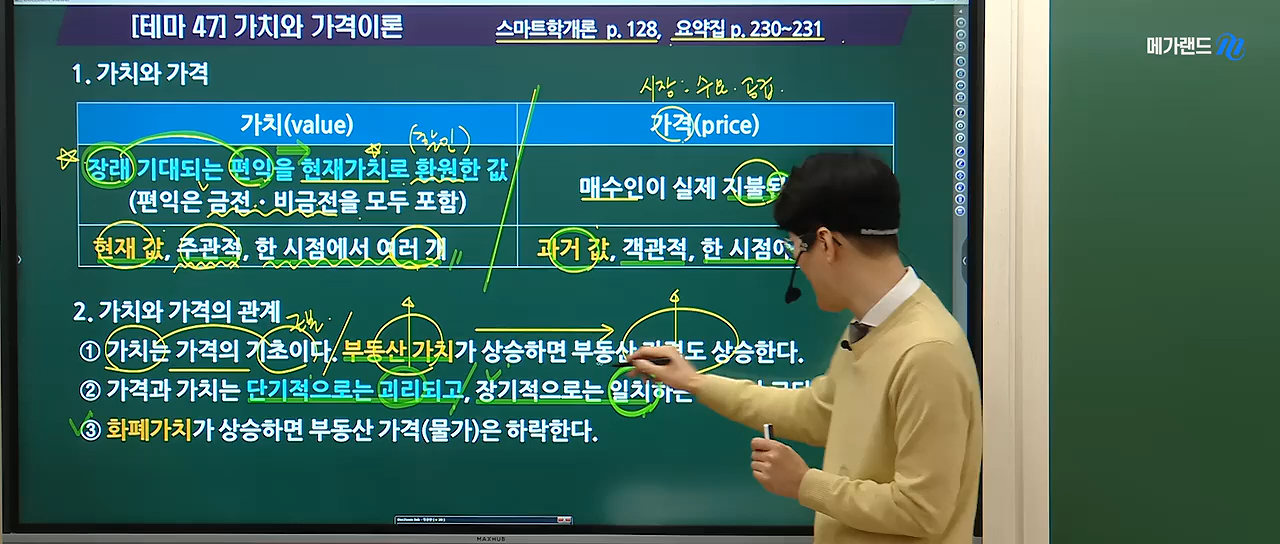 [테마 47] 가치와 가격이론
스마트학개론 p. 128, 요약집 p. 230~231
메가랜드
1. 가치와 가격
시장 : 수요 · 공급
가치(value)
가격(price)
(할인)
장래 기대되는 편익을 현재가치로 환원한 값
(편익은 금전 · 비금전을 모두 포함)
매수인이 실제 지불된
현재 값, 주관적, 한 시점에서 여러 개
과거 값, 객관적, 한 시점에
2. 가치와 가격의 관계
① 가치는 가격의 기초이다. 부동산 가치가 상승하면 부동산 가격도 상승한다.
② 가격과 가치는 단기적으로는 괴리되고, 장기적으로는 일치하는
③ 화폐가치가 상승하면 부동산 가격(물가)은 하락한다.
MAXHUB